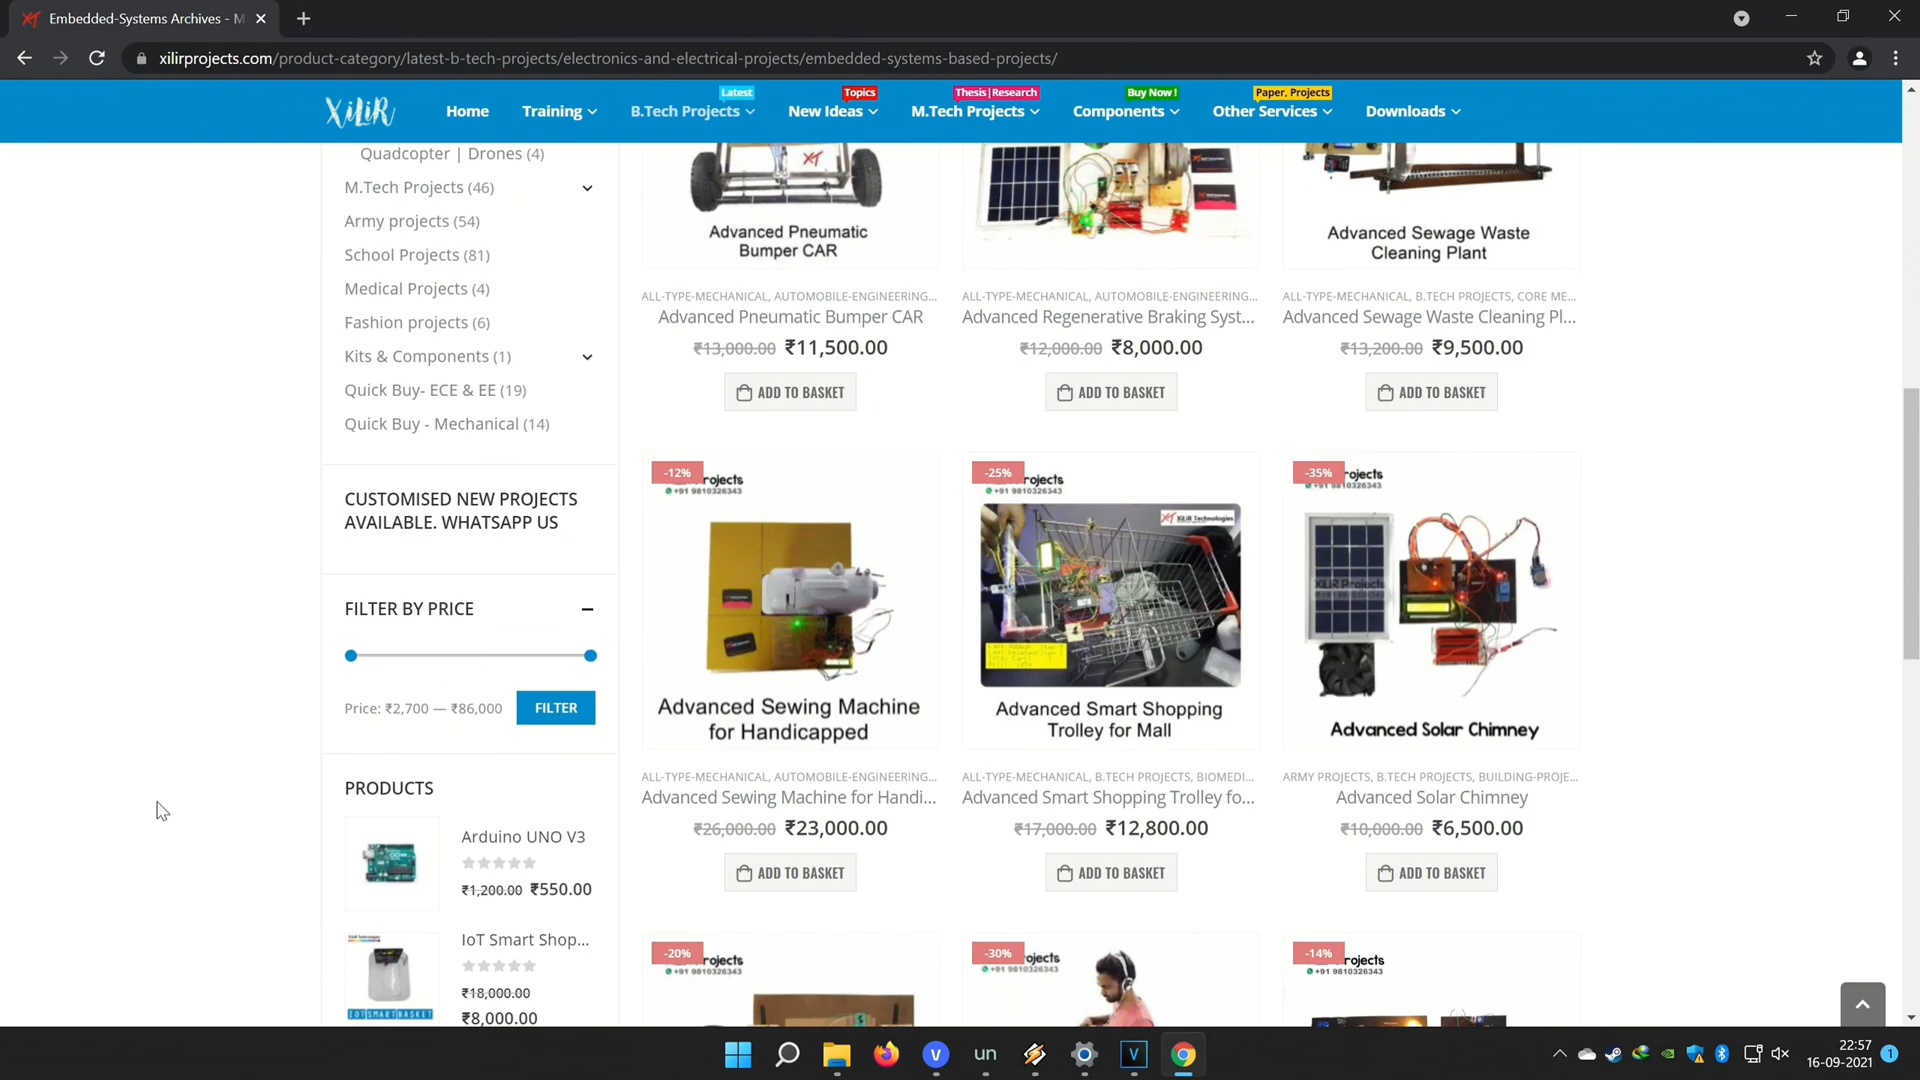 Embedded-Systems Archives - M
xilirprojects.com/product-category/latest-b-tech-projects/electronics-and-electrical-projects/embedded-systems-based-projects/
Latest
Topics
Thesis|Research
Buy Now !
Paper, Projects
XiLiR
Home
Training
B.Tech Projects
New Ideas
M.Tech Projects
Components
Other Services
Downloads
Quadcopter | Drones (4)
M.Tech Projects (46)
Army projects (54)
School Projects (81)
Medical Projects (4)
Fashion projects (6)
Kits & Components (1)
Quick Buy- ECE & EE (19)
Quick Buy - Mechanical (14)
CUSTOMISED NEW PROJECTS
AVAILABLE. WHATSAPP US
FILTER BY PRICE
Price: ₹2,700 — ₹86,000
FILTER
PRODUCTS
Arduino UNO V3
₹1,200.00 ₹550.00
IoT Smart Shop...
₹18,000.00
₹8,000.00
IOT SMART BASKET
Advanced Pneumatic
Bumper CAR
ALL-TYPE-MECHANICAL, AUTOMOBILE-ENGINEERING...
Advanced Pneumatic Bumper CAR
₹13,000.00 ₹11,500.00
ADD TO BASKET
ALL-TYPE-MECHANICAL, AUTOMOBILE-ENGINEERING...
Advanced Regenerative Braking Syst...
₹12,000.00 ₹8,000.00
ADD TO BASKET
Advanced Sewage Waste
Cleaning Plant
ALL-TYPE-MECHANICAL, B.TECH PROJECTS, CORE ME...
Advanced Sewage Waste Cleaning Pl...
₹13,200.00 ₹9,500.00
ADD TO BASKET
-12%
rojects
+91 9810326343
Advanced Sewing Machine
for Handicapped
ALL-TYPE-MECHANICAL, AUTOMOBILE-ENGINEERING...
Advanced Sewing Machine for Handi...
₹26,000.00 ₹23,000.00
ADD TO BASKET
-25%
rojects
+91 9810326343
XiLiR Technologies
Advanced Smart Shopping
Trolley for Mall
ALL-TYPE-MECHANICAL, B.TECH PROJECTS, BIOMEDI...
Advanced Smart Shopping Trolley fo...
₹17,000.00 ₹12,800.00
ADD TO BASKET
-35%
rojects
+91 9810326343
XiLiR Projects
Advanced Solar Chimney
ARMY PROJECTS, B.TECH PROJECTS, BUILDING-PROJE...
Advanced Solar Chimney
₹10,000.00 ₹6,500.00
ADD TO BASKET
-20%
rojects
+91 9810326343
-30%
ojects
+91 9810326343
-14%
rojects
+91 9810326343
un
22:57
16-09-2021
1